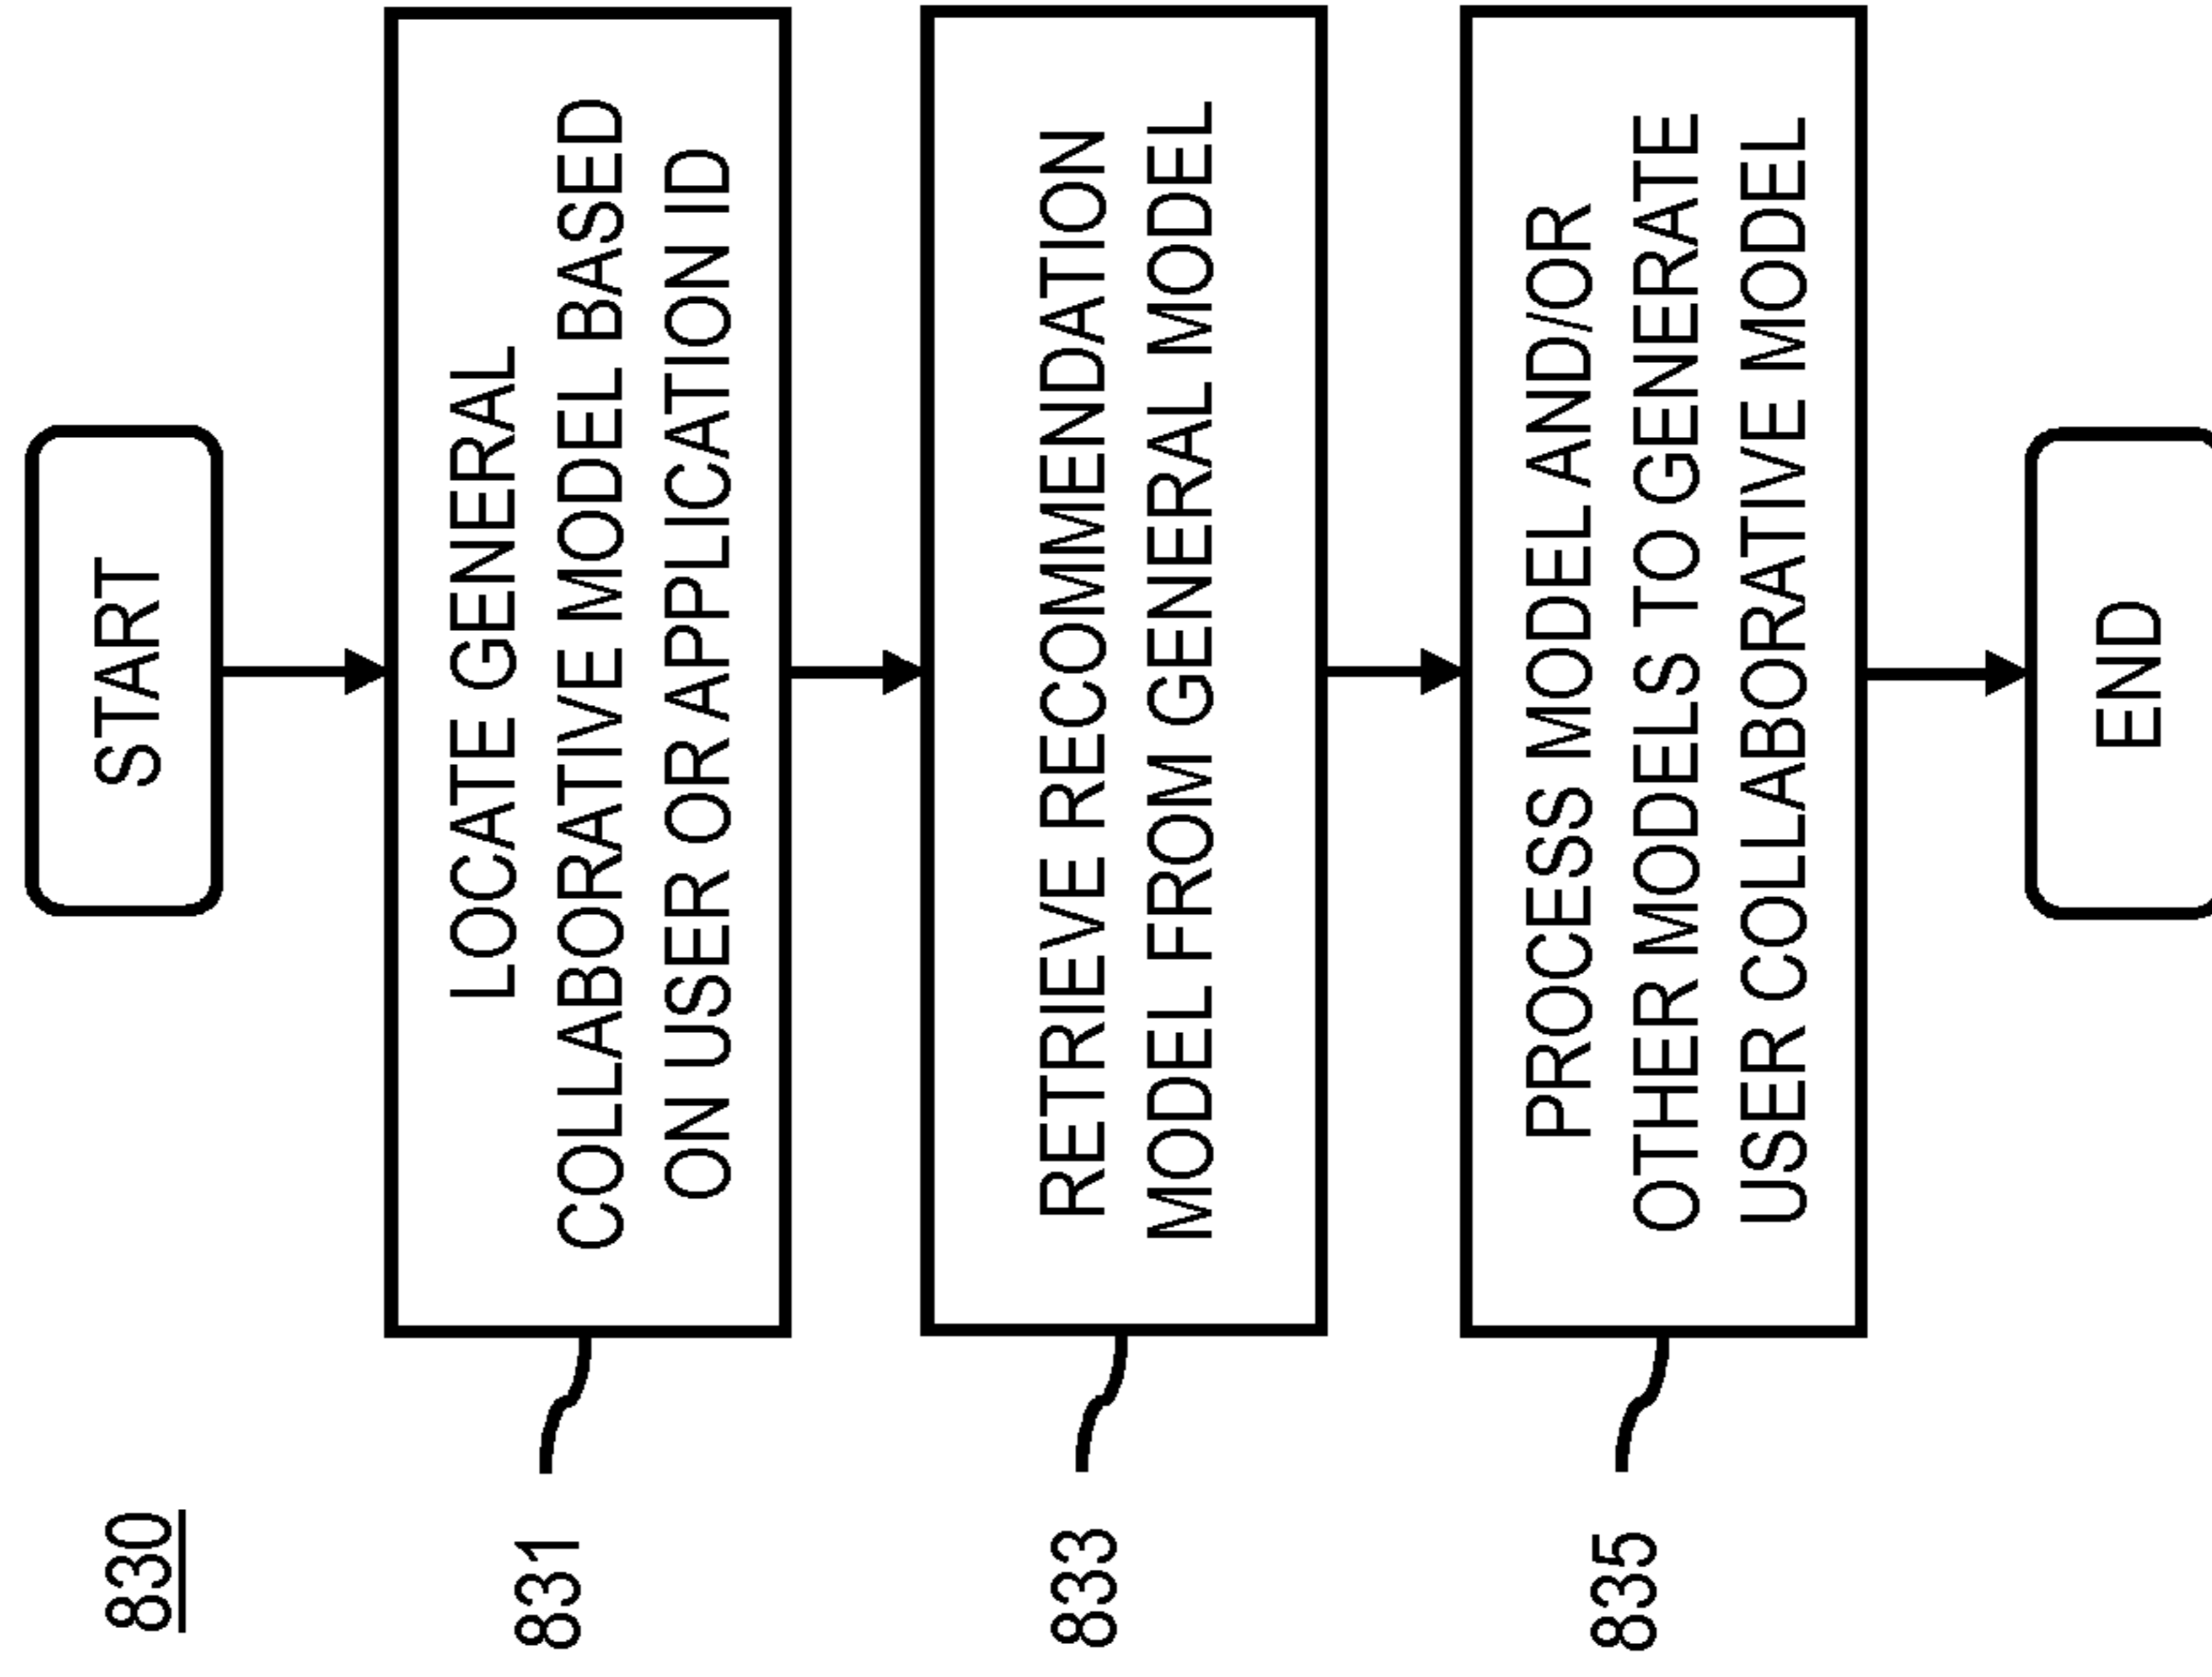 830
START
831
LOCATE GENERAL
COLLABORATIVE MODEL BASED
ON USER OR APPLICATION ID
833
RETRIEVE RECOMMENDATION
MODEL FROM GENERAL MODEL
835
PROCESS MODEL AND/OR
OTHER MODELS TO GENERATE
USER COLLABORATIVE MODEL
END